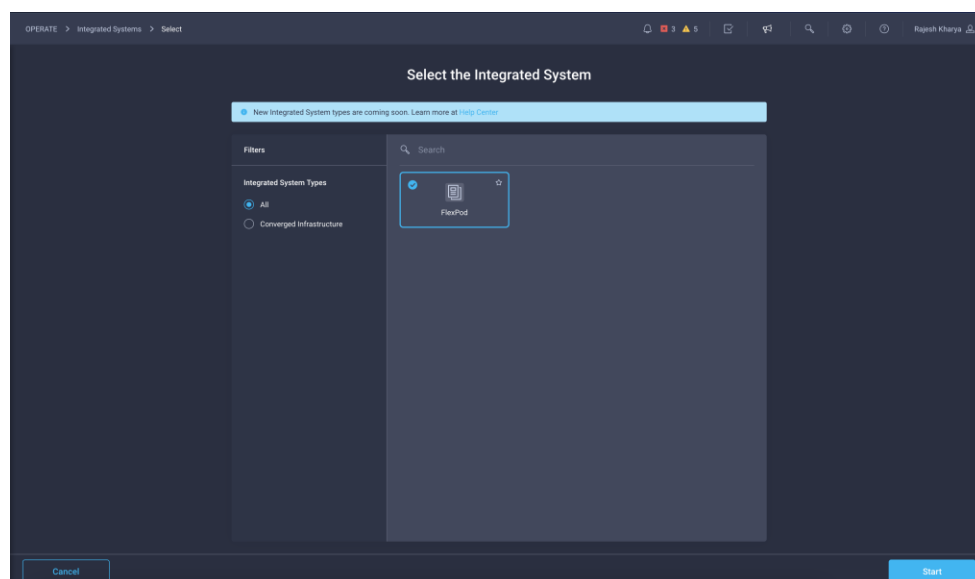 OPERATE > Integrated Systems > Select
3 5
Rajesh Kharya
Select the Integrated System
New Integrated System types are coming soon. Learn more at Help Center
Filters
Search
Integrated System Types
All
Converged Infrastructure
FlexPod
Cancel
Start